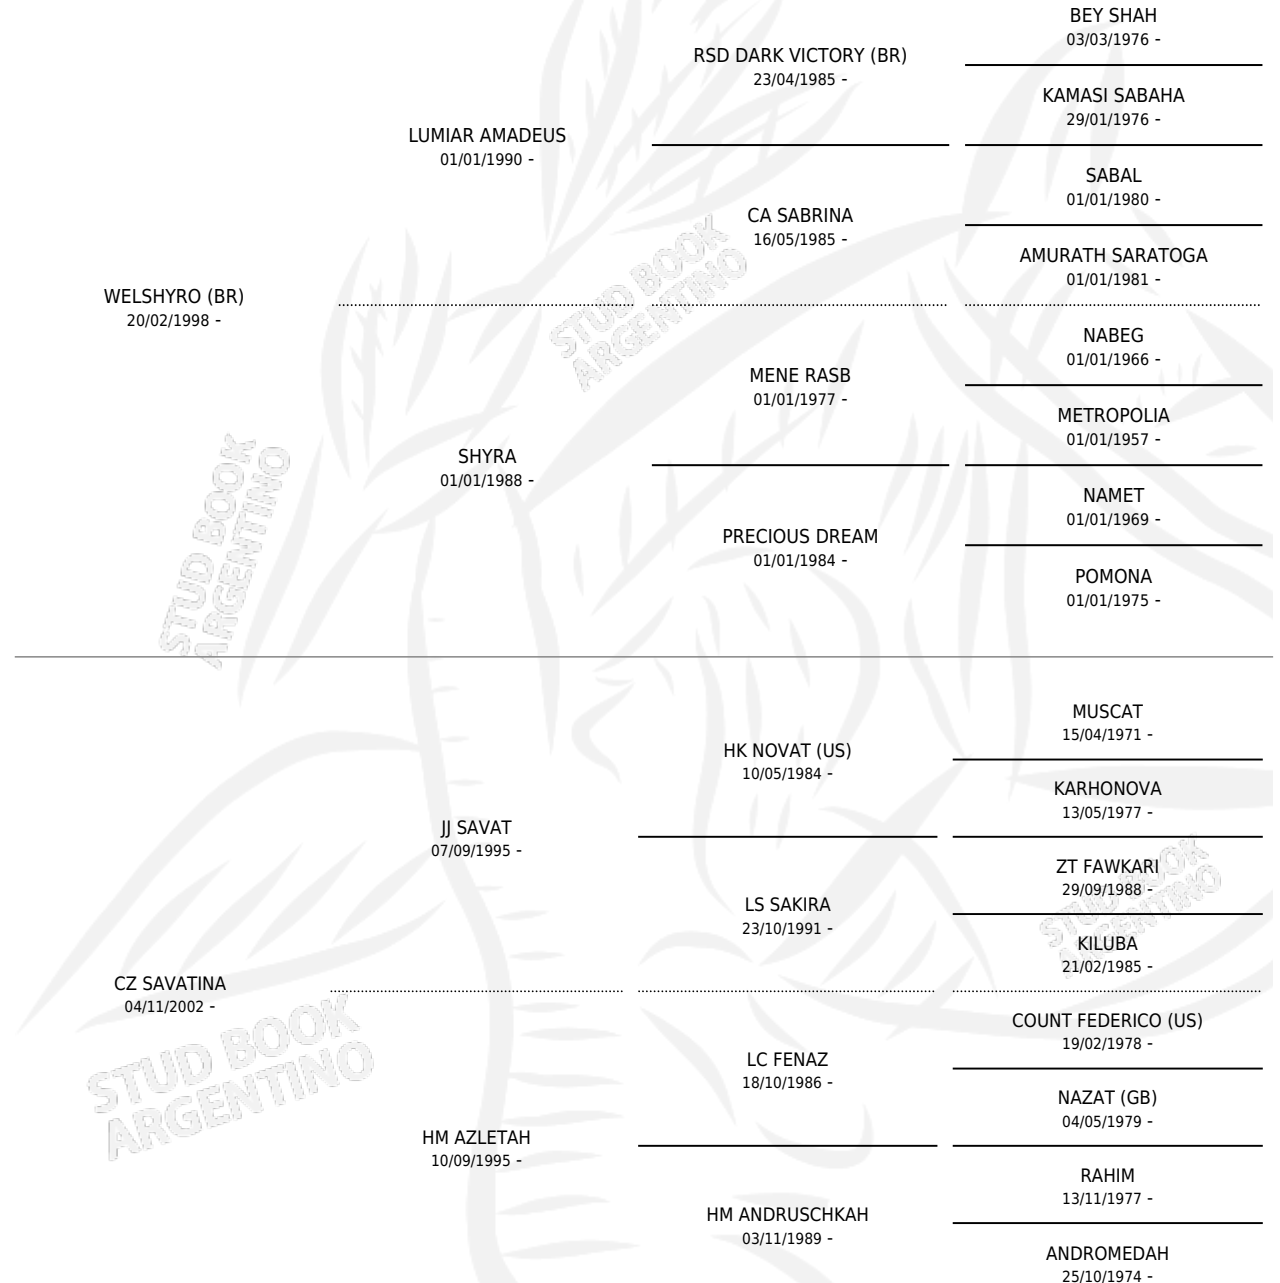 BEY SHAH
03/03/1976 -
RSD DARK VICTORY (BR)
23/04/1985 -
KAMASI SABAHA
29/01/1976 -
LUMIAR AMADEUS
01/01/1990 -
SABAL
01/01/1980 -
CA SABRINA
16/05/1985 -
AMURATH SARATOGA
01/01/1981 -
WELSHYRO (BR)
20/02/1998 -
STUD BOOK
ARGENTINO
NABEG
01/01/1966 -
MENE RASB
01/01/1977 -
METROPOLIA
01/01/1957 -
SHYRA
01/01/1988 -
NAMET
01/01/1969 -
PRECIOUS DREAM
01/01/1984 -
POMONA
01/01/1975 -
STUD BOOK
ARGENTINO
MUSCAT
15/04/1971 -
HK NOVAT (US)
10/05/1984 -
KARHONOVA
13/05/1977 -
JJ SAVAT
07/09/1995 -
ZT FAWKARI
29/09/1988 -
LS SAKIRA
23/10/1991 -
KILUBA
21/02/1985 -
STUD BOOK
ARGENTINO
CZ SAVATINA
04/11/2002 -
COUNT FEDERICO (US)
19/02/1978 -
LC FENAZ
18/10/1986 -
NAZAT (GB)
04/05/1979 -
STUD BOOK
ARGENTINO
HM AZLETAH
10/09/1995 -
RAHIM
13/11/1977 -
HM ANDRUSCHKAH
03/11/1989 -
ANDROMEDAH
25/10/1974 -